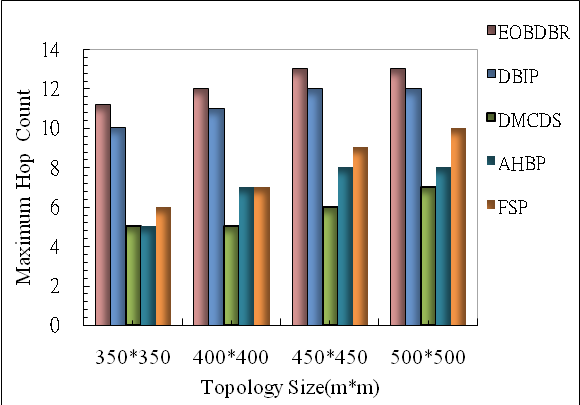 EOBDBR
DBIP
DMCDS
AHBP
FSP
Maximum Hop Count
14
12
10
8
6
4
2
0
350*350 400*400 450*450 500*500
Topology Size(m*m)